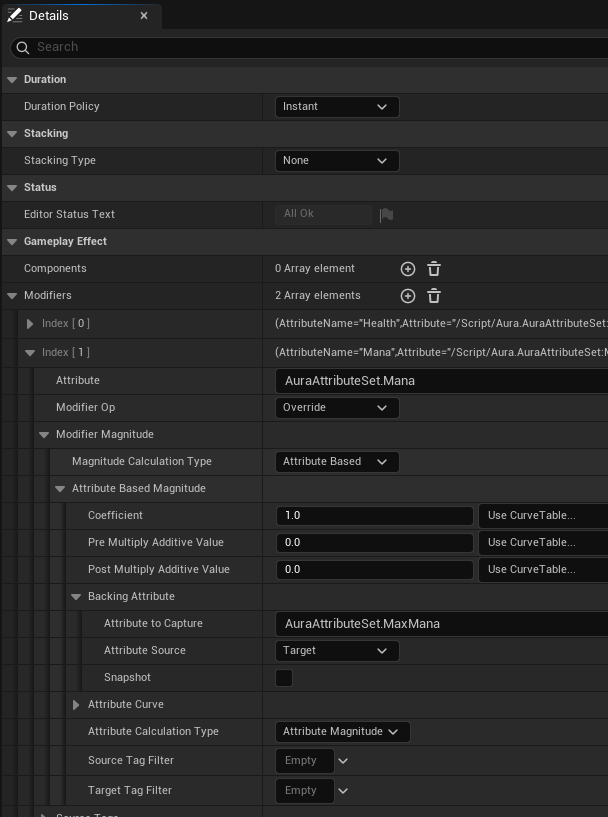 Details
Search
Duration
Duration Policy Instant
Stacking
Stacking Type None
Status
Editor Status Text All Ok
Gameplay Effect
Components 0 Array element
Modifiers 2 Array elements
Index [ 0 ] (AttributeName="Health",Attribute="/Script/Aura.AuraAttributeSet:
Index [ 1 ] (AttributeName="Mana",Attribute="/Script/Aura.AuraAttributeSet:M
Attribute AuraAttributeSet.Mana
Modifier Op Override
Modifier Magnitude
Magnitude Calculation Type Attribute Based
Attribute Based Magnitude
Coefficient 1.0 Use CurveTable...
Pre Multiply Additive Value 0.0 Use CurveTable...
Post Multiply Additive Value 0.0 Use CurveTable...
Backing Attribute
Attribute to Capture AuraAttributeSet.MaxMana
Attribute Source Target
Snapshot
Attribute Curve
Attribute Calculation Type Attribute Magnitude
Source Tag Filter Empty
Target Tag Filter Empty